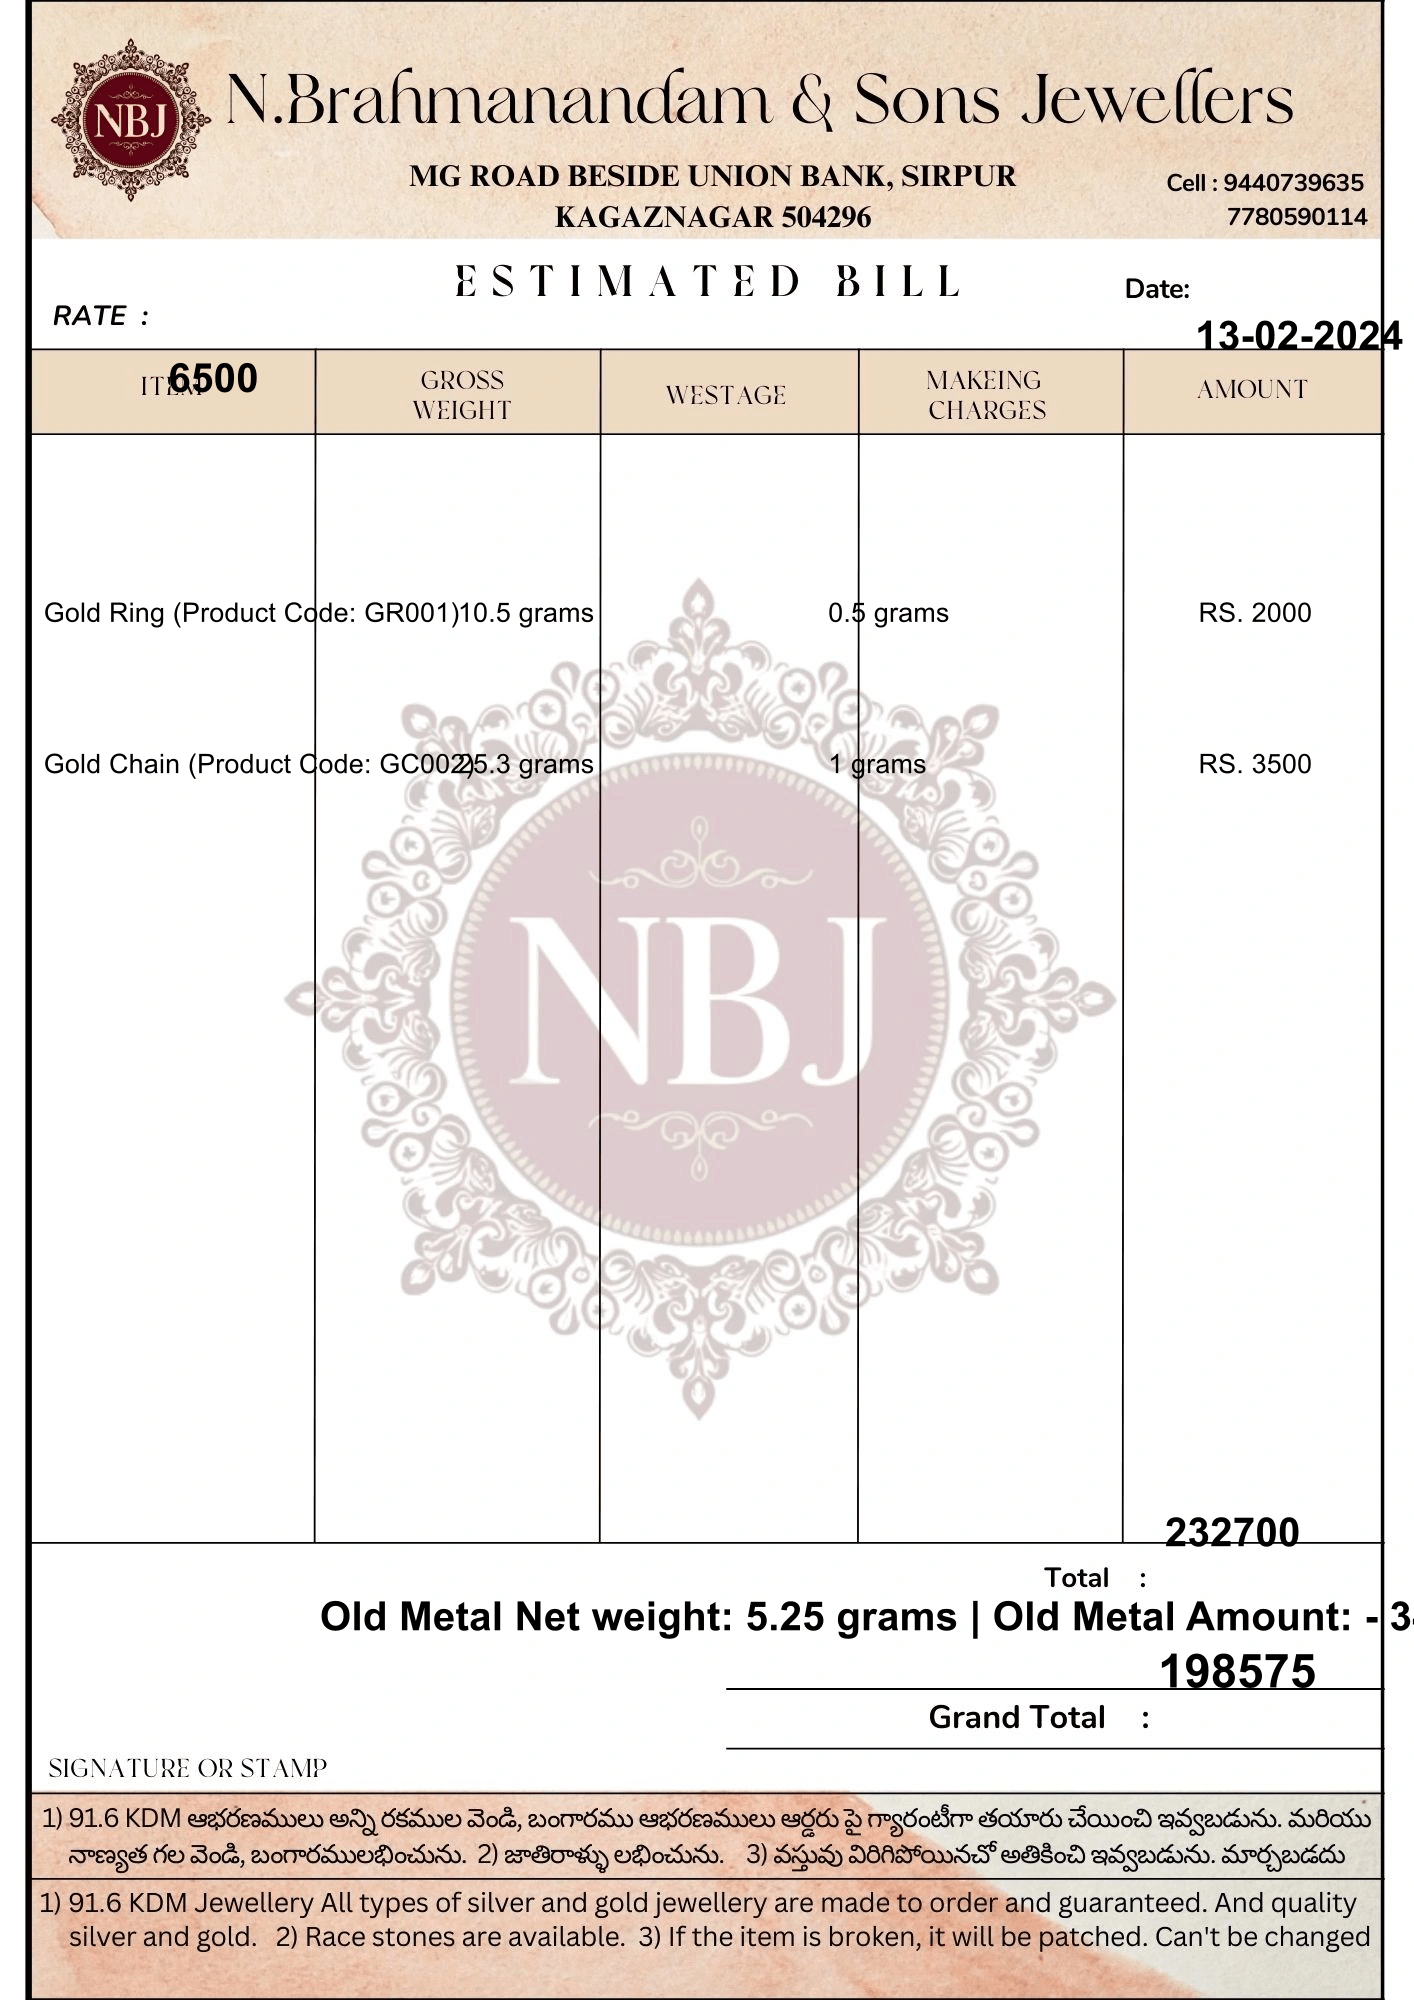 NBJ
N.Brahmanandam & Sons Jewellers
MG ROAD BESIDE UNION BANK, SIRPUR
KAGAZNAGAR 504296
Cell : 9440739635
7780590114
ESTIMATED BILL
Date:
13-02-2024
RATE :
6500
ITEM
GROSS
WEIGHT
WESTAGE
MAKEING
CHARGES
AMOUNT
Gold Ring (Product Code: GR001) 10.5 grams 0.5 grams RS. 2000
Gold Chain (Product Code: GC002) 25.3 grams 1 grams RS. 3500
NBJ
232700
Total :
Old Metal Net weight: 5.25 grams | Old Metal Amount: - 3
198575
Grand Total :
SIGNATURE OR STAMP
1) 91.6 KDM ఆభరణములు అన్ని రకముల వెండి, బంగారము ఆభరణములు ఆర్డరు పై గ్యారంటీగా తయారు చేయించి ఇవ్వబడును. మరియు
నాణ్యత గల వెండి, బంగారములభించును. 2) జాతిరాళ్ళు లభించును. 3) వస్తువు విరిగిపోయినచో అతికించి ఇవ్వబడును. మార్చబడదు
1) 91.6 KDM Jewellery All types of silver and gold jewellery are made to order and guaranteed. And quality
silver and gold. 2) Race stones are available. 3) If the item is broken, it will be patched. Can't be changed